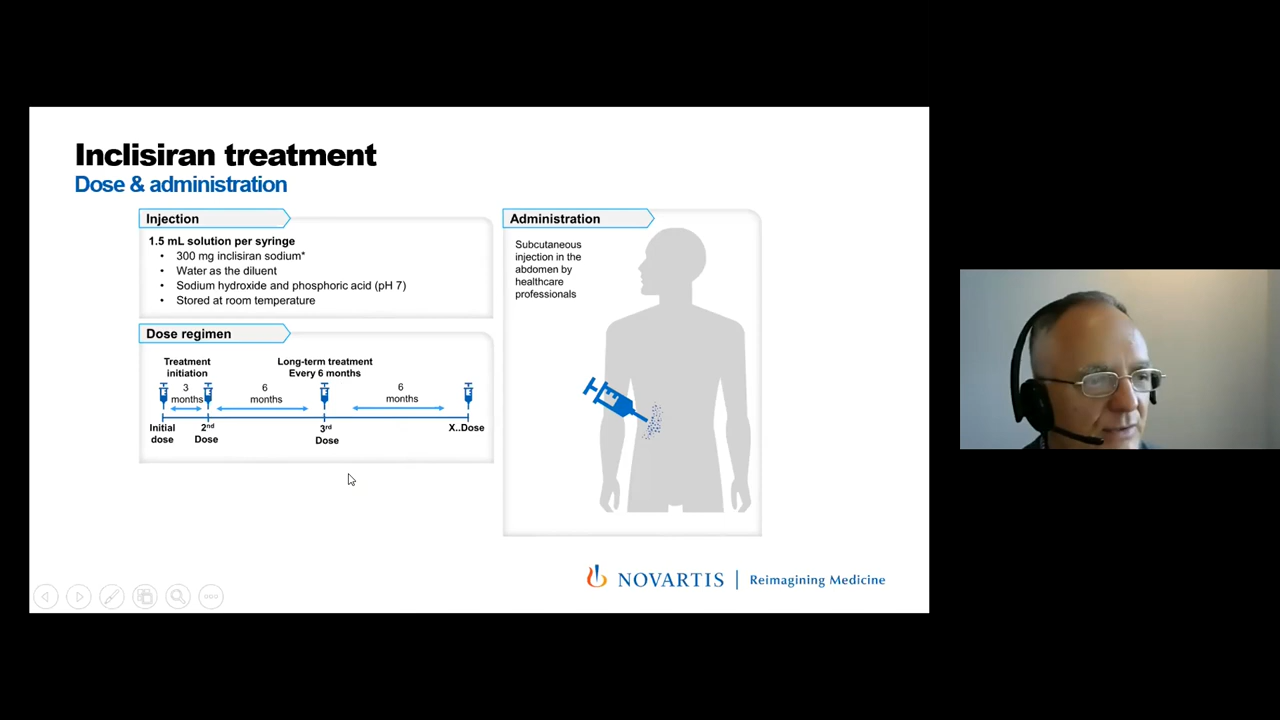 Inclisiran treatment
Dose & administration
Injection
1.5 mL solution per syringe
• 300 mg inclisiran sodium*
• Water as the diluent
• Sodium hydroxide and phosphoric acid (pH 7)
• Stored at room temperature
Dose regimen
Treatment
initiation
Long-term treatment
Every 6 months
3
months
6
months
6
months
Initial
dose
2nd
Dose
3rd
Dose
X..Dose
Administration
Subcutaneous
injection in the
abdomen by
healthcare
professionals
NOVARTIS | Reimagining Medicine